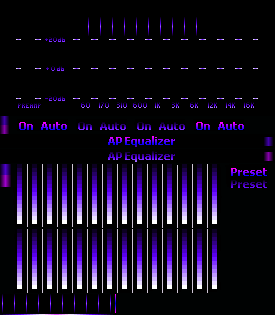 +20dB
+0dB
-20dB
PREAMP 60 170 310 600 1K 3K 6K 12K 14K 16K
On Auto On Auto On Auto On Auto
AP Equalizer
AP Equalizer
Preset
Preset